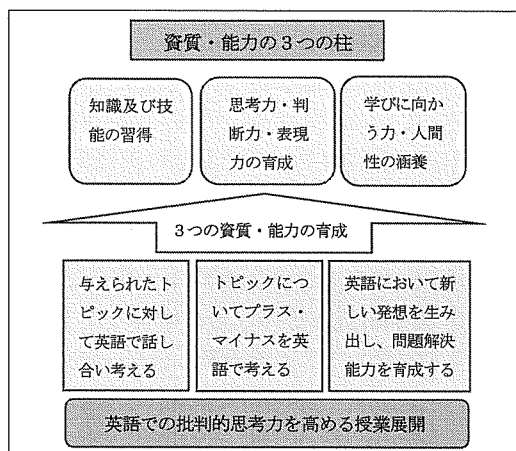 資質・能力の３つの柱
知識及び技
能の習得
思考力・判
断力・表現
力の育成
学びに向か
う力・人間
性の涵養
３つの資質・能力の育成
与えられたト
ピックに対し
て英語で話し
合い考える
トピックにつ
いてプラス・
マイナスを英
語で考える
英語において新
しい発想を生み
出し、問題解決
能力を育成する
英語での批判的思考力を高める授業展開